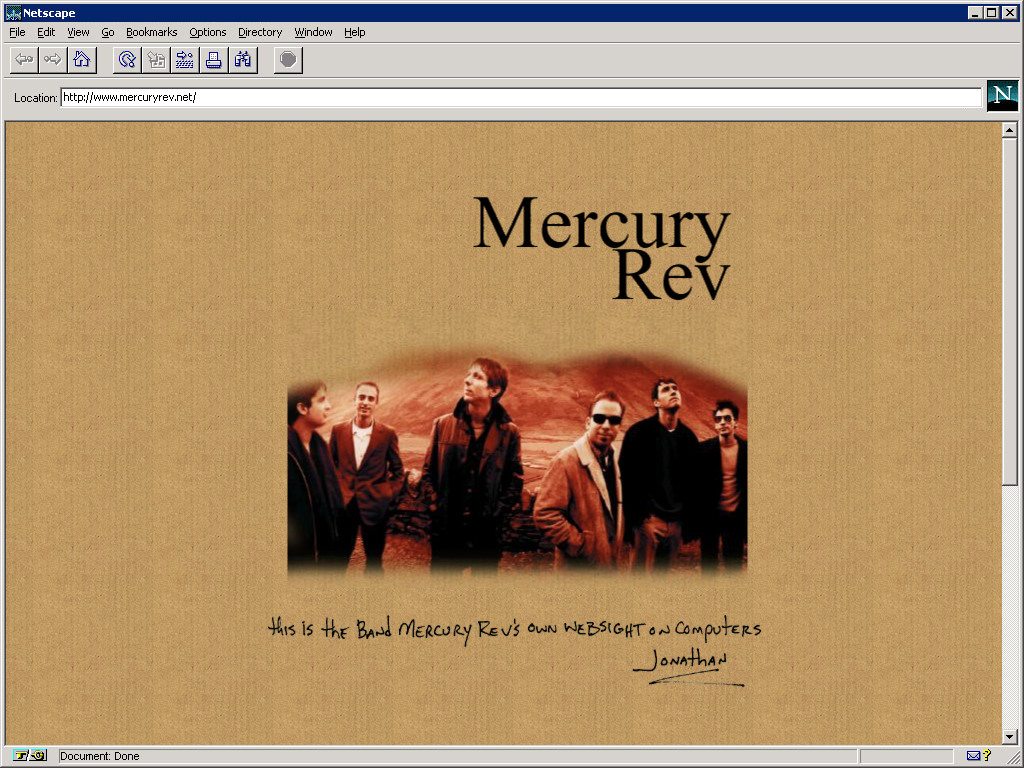 Netscape
File Edit View Go Bookmarks Options Directory Window Help
Location: http://www.mercuryrev.net/
N
Mercury
Rev
this is the BAND MERCURY REV'S OWN WEBSIGHT ON COMPUTERS
JONAthAN
Document: Done